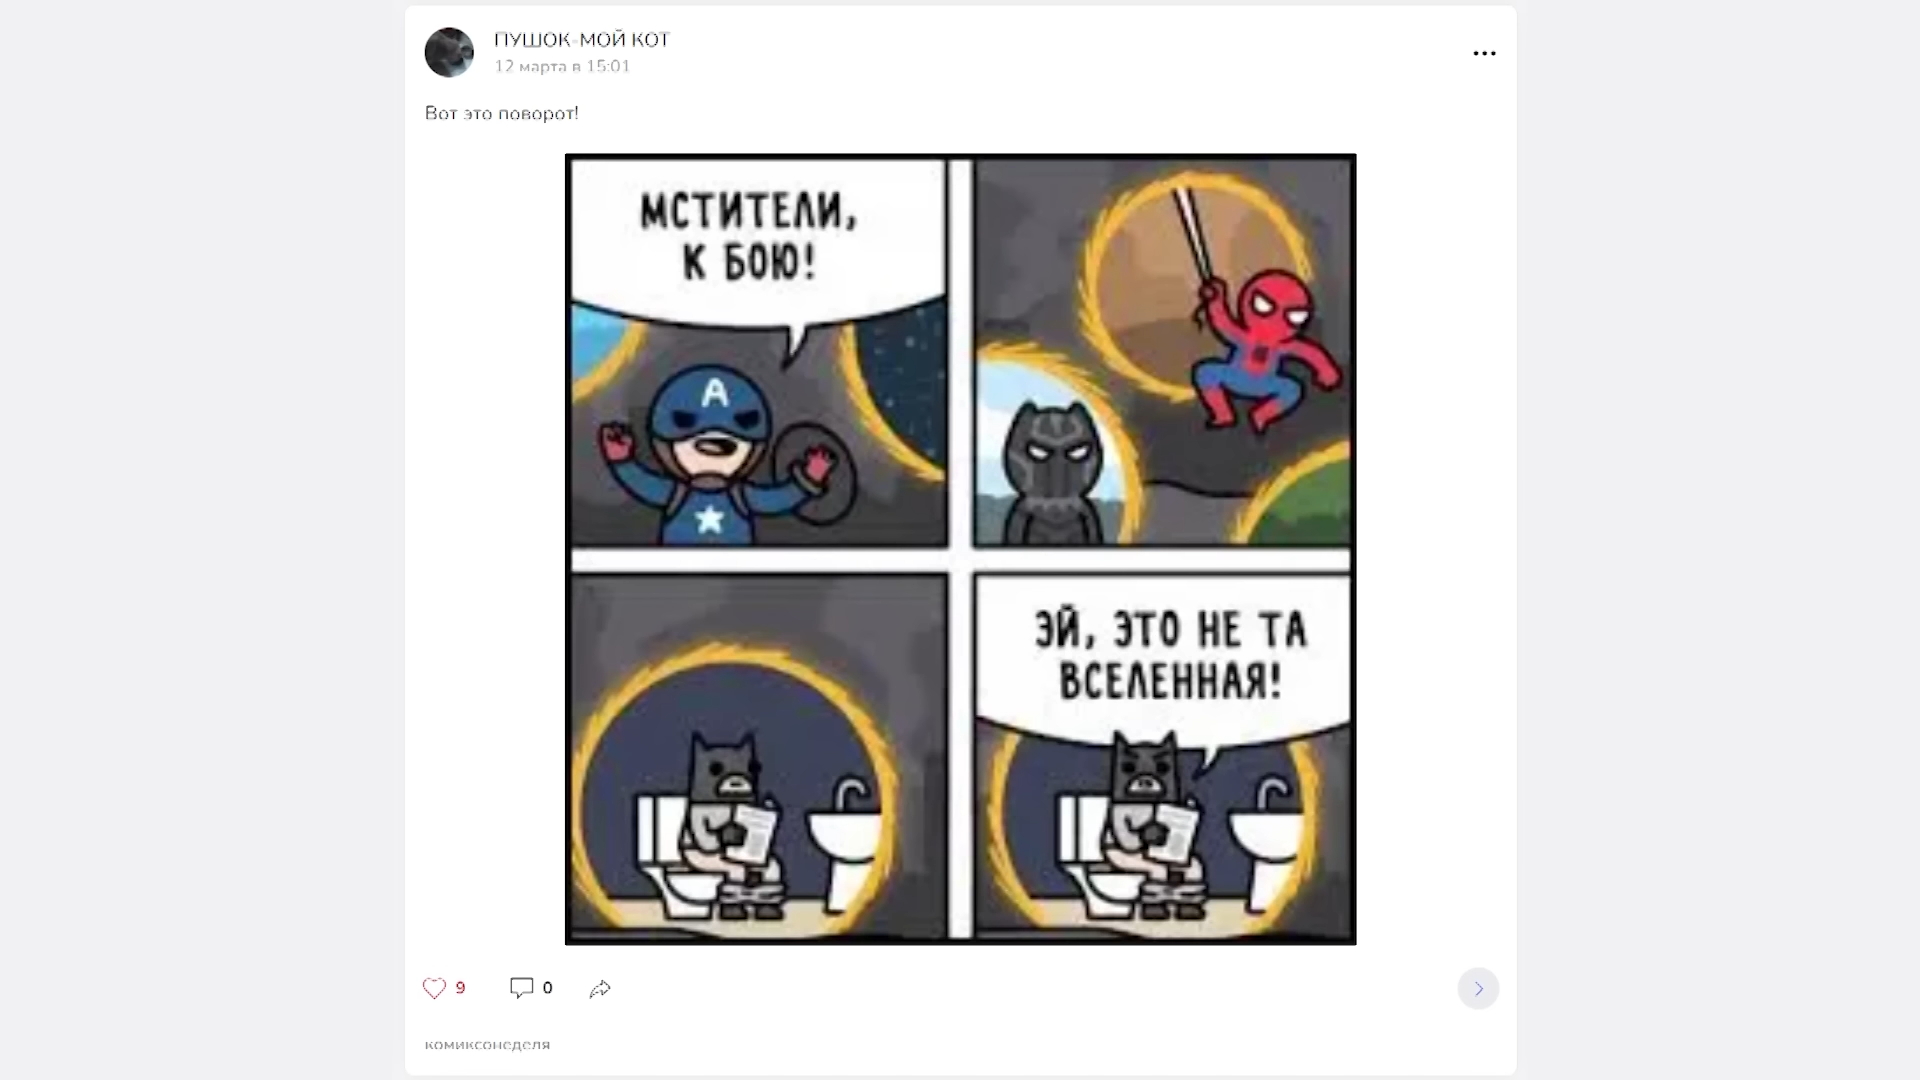 ПУШОК-МОЙ КОТ
12 марта в 15:01
Вот это поворот!
МСТИТЕЛИ,
К БОЮ!
A
ЭЙ, ЭТО НЕ ТА
ВСЕЛЕННАЯ!
9
0
комиксонеделя